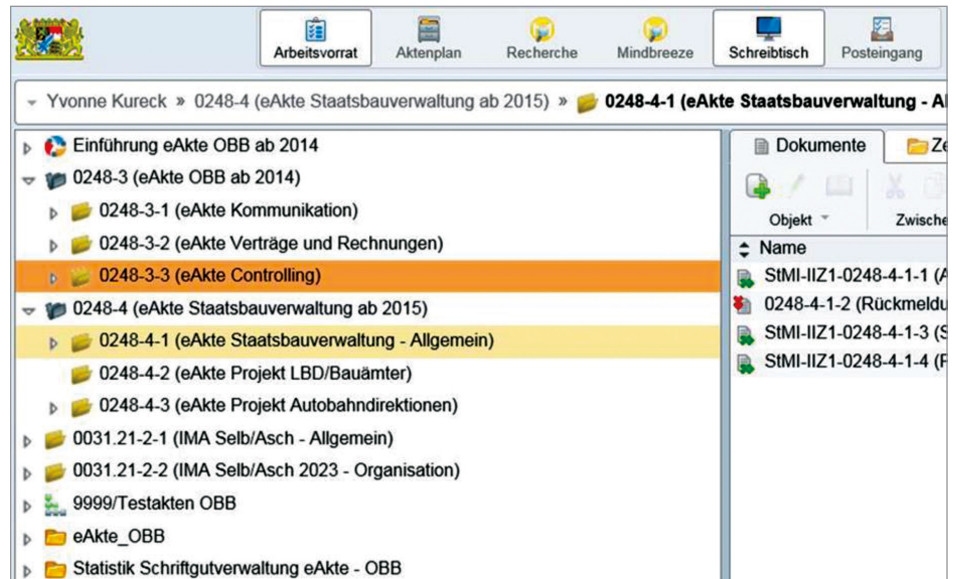 Arbeitsvorrat Aktenplan Recherche Mindbreeze Schreibtisch Posteingang
Yvonne Kureck » 0248-4 (eAkte Staatsbauverwaltung ab 2015) » 0248-4-1 (eAkte Staatsbauverwaltung - Al
Einführung eAkte OBB ab 2014
0248-3 (eAkte OBB ab 2014)
0248-3-1 (eAkte Kommunikation)
0248-3-2 (eAkte Verträge und Rechnungen)
0248-3-3 (eAkte Controlling)
0248-4 (eAkte Staatsbauverwaltung ab 2015)
0248-4-1 (eAkte Staatsbauverwaltung - Allgemein)
0248-4-2 (eAkte Projekt LBD/Bauämter)
0248-4-3 (eAkte Projekt Autobahndirektionen)
0031.21-2-1 (IMA Selb/Asch - Allgemein)
0031.21-2-2 (IMA Selb/Asch 2023 - Organisation)
9999/Testakten OBB
eAkte_OBB
Statistik Schriftgutverwaltung eAkte - OBB
Dokumente Ze
Objekt Zwische
Name
StMI-IIZ1-0248-4-1-1 (A
0248-4-1-2 (Rückmeldu
StMI-IIZ1-0248-4-1-3 (S
StMI-IIZ1-0248-4-1-4 (F